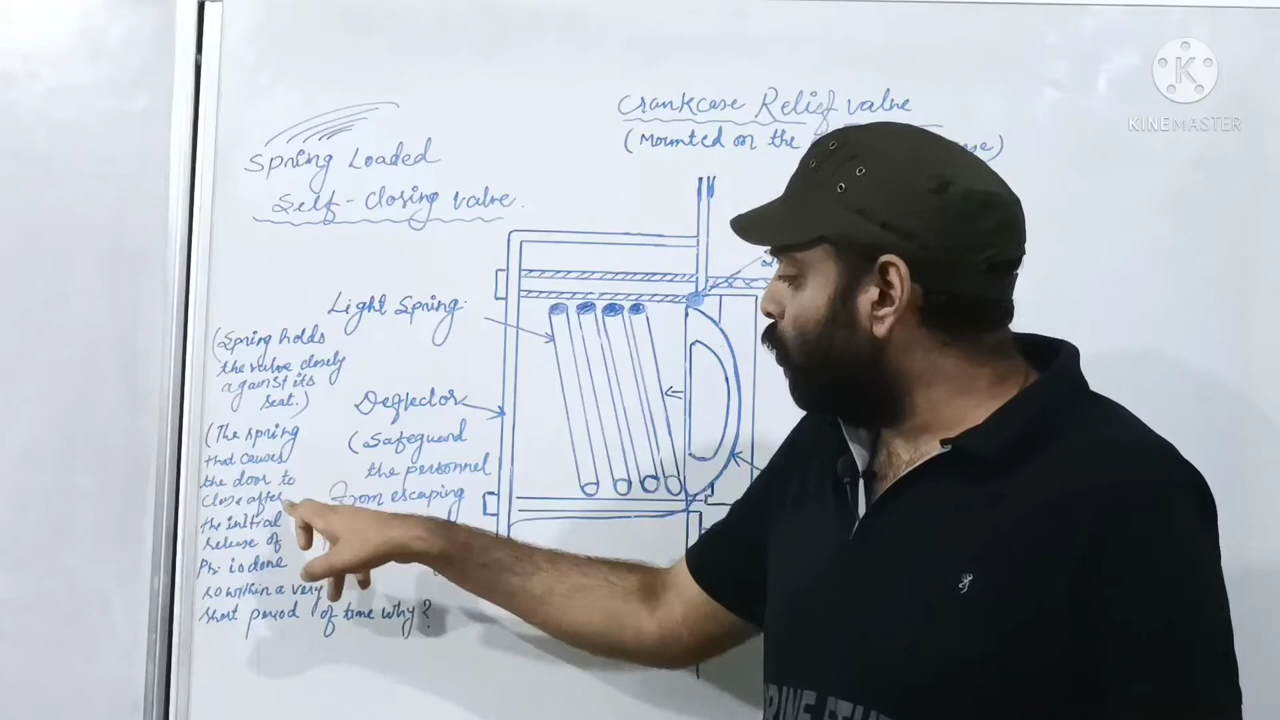 Crankcase Relief valve
(Mounted on the
Spring Loaded
Self-closing valve.
Light Spring.
(Spring holds
the valve closely
against its
seat.)
Deflector
(Safeguard
the personnel
From escaping
(The spring
that causes
the door to
close after
the initial
release of
Pr. is done
so within a very
short period of time why?
K
KINEMASTER